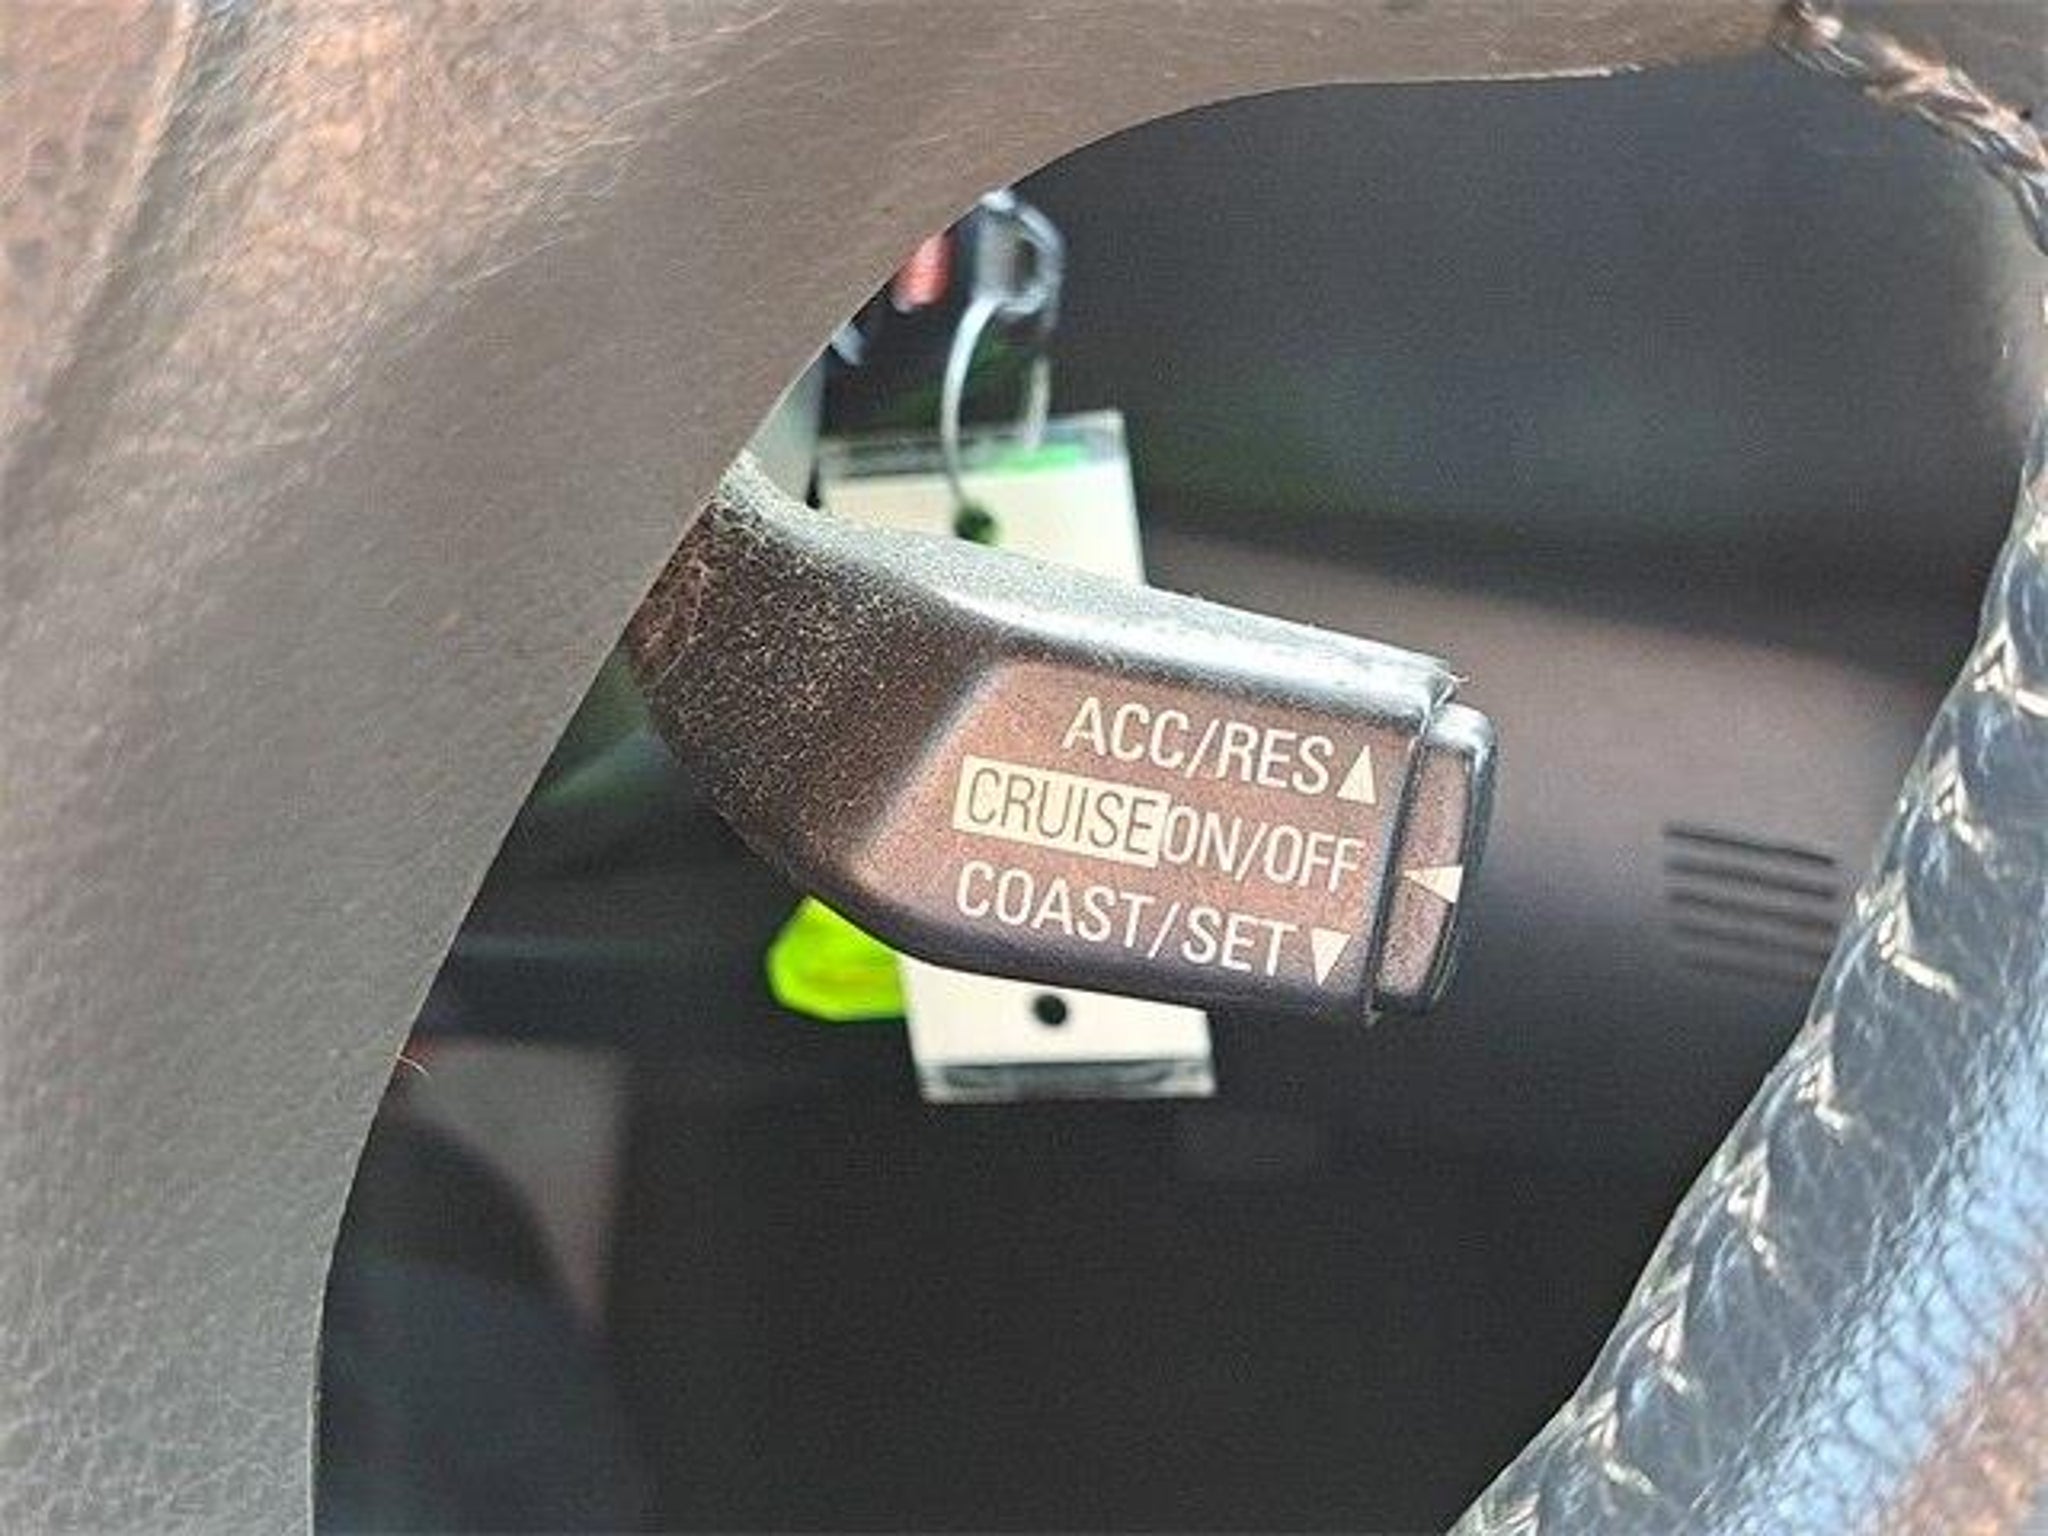 ACC/RES▲
CRUISE ON/OFF ◀
COAST/SET▼